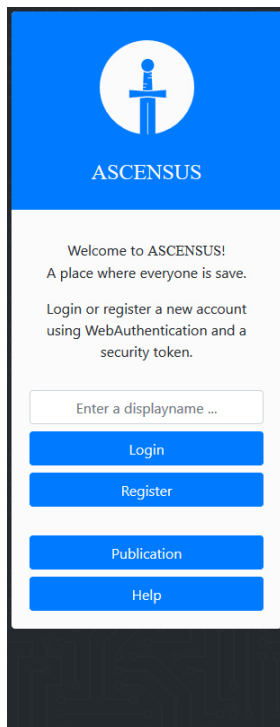 ASCENSUS
Welcome to ASCENSUS!
A place where everyone is save.
Login or register a new account
using WebAuthentication and a
security token.
Enter a displayname ...
Login
Register
Publication
Help